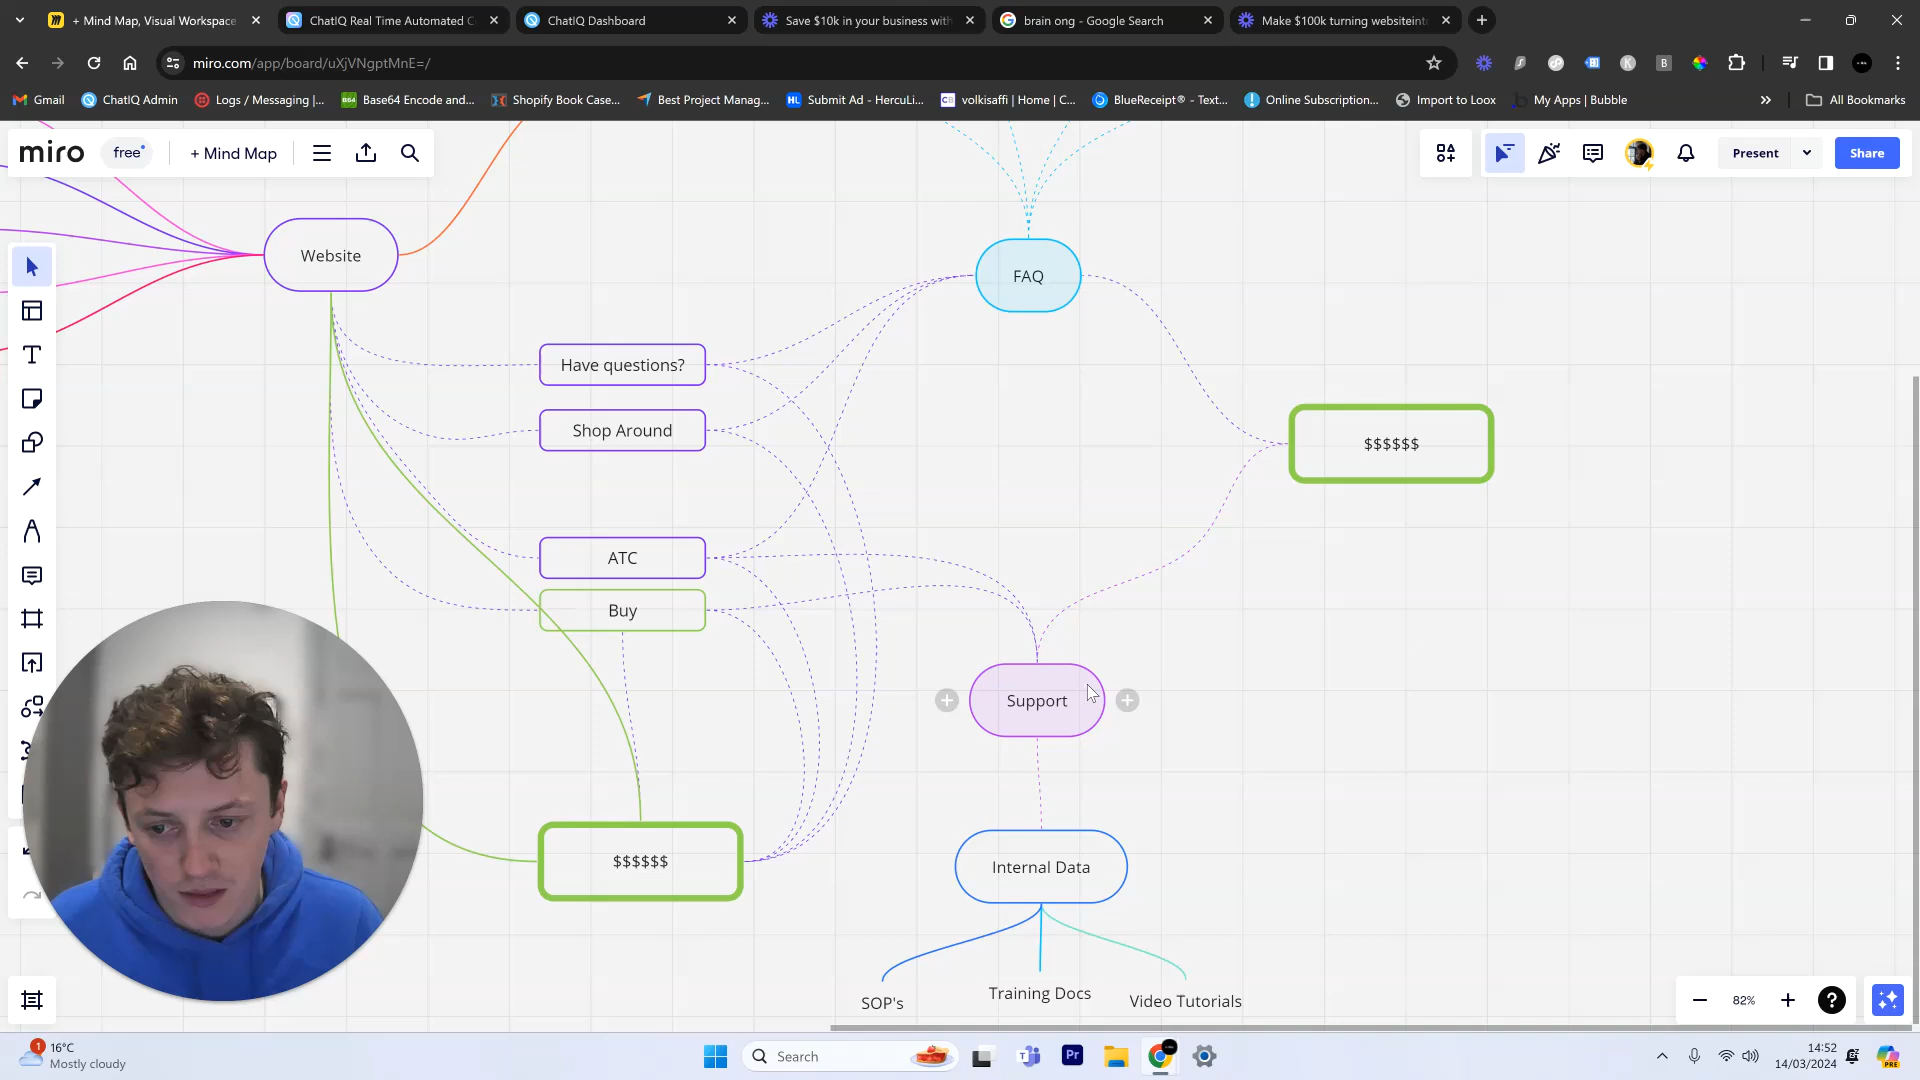 + Mind Map, Visual Workspace
ChatIQ Real Time Automated C
ChatIQ Dashboard
Save $10k in your business with
brain ong - Google Search
Make $100k turning websiteinte
miro.com/app/board/uXjVNgptMnE=/
Gmail
ChatIQ Admin
Logs / Messaging |...
Base64 Encode and...
Shopify Book Case...
Best Project Manag...
Submit Ad - HercuLi...
volkisaffi | Home | C...
BlueReceipt® - Text...
Online Subscription...
Import to Loox
My Apps | Bubble
All Bookmarks
miro
free
+ Mind Map
Present
Share
Website
FAQ
Have questions?
Shop Around
$$$$$$
ATC
Buy
Support
$$$$$$
Internal Data
SOP's
Training Docs
Video Tutorials
82%
16°C
Mostly cloudy
Search
14:52
14/03/2024